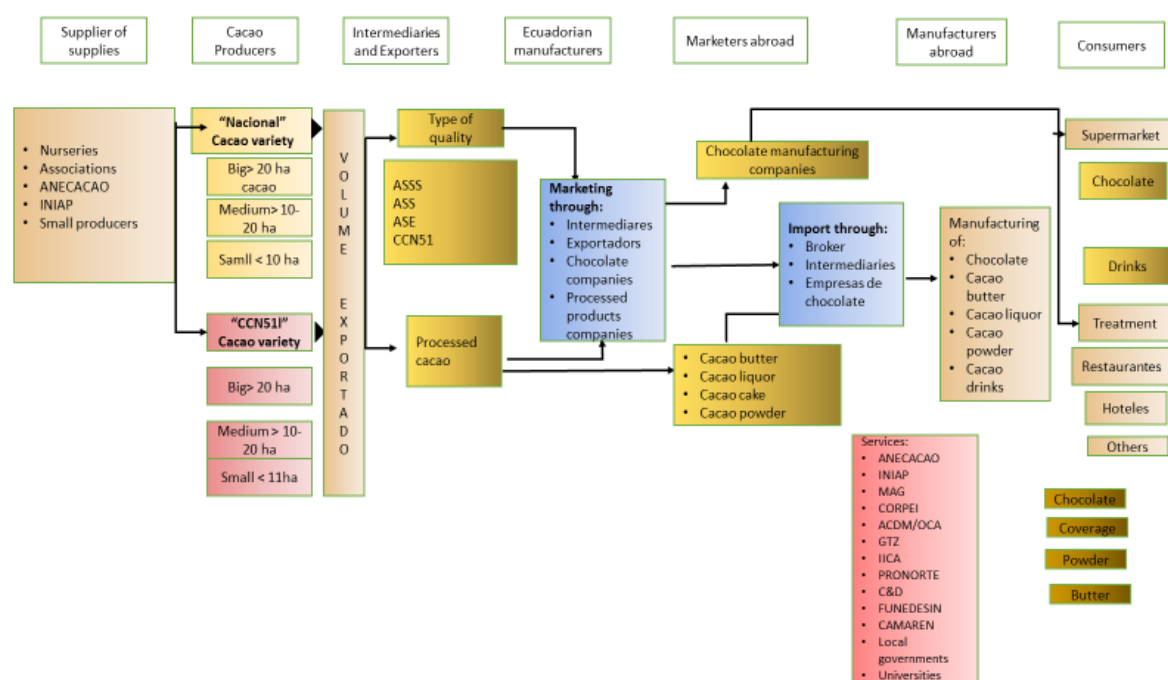 Supplier of
supplies
Cacao
Producers
Intermediaries
and Exporters
Ecuadorian
manufacturers
Marketers abroad
Manufacturers
abroad
Consumers
• Nurseries
• Associations
• ANECACAO
• INIAP
• Small producers
“Nacional”
Cacao variety
Big> 20 ha
cacao
Medium> 10-
20 ha
Samll < 10 ha
“CCN51l”
Cacao variety
Big> 20 ha
Medium > 10-
20 ha
Small < 11ha
V
O
L
U
M
E
E
X
P
O
R
T
A
D
O
Type of
quality
ASSS
ASS
ASE
CCN51
Processed
cacao
Marketing
through:
• Intermediares
• Exportadors
• Chocolate
companies
• Processed
products
companies
Chocolate manufacturing
companies
Import through:
• Broker
• Intermediaries
• Empresas de
chocolate
• Cacao butter
• Cacao liquor
• Cacao cake
• Cacao powder
Manufacturing
of:
• Chocolate
• Cacao
butter
• Cacao liquor
• Cacao
powder
• Cacao
drinks
Services:
• ANECACAO
• INIAP
• MAG
• CORPEI
• ACDM/OCA
• GTZ
• IICA
• PRONORTE
• C&D
• FUNEDESIN
• CAMAREN
• Local
governments
• Universities
Supermarket
Chocolate
Drinks
Treatment
Restaurantes
Hoteles
Others
Chocolate
Coverage
Powder
Butter